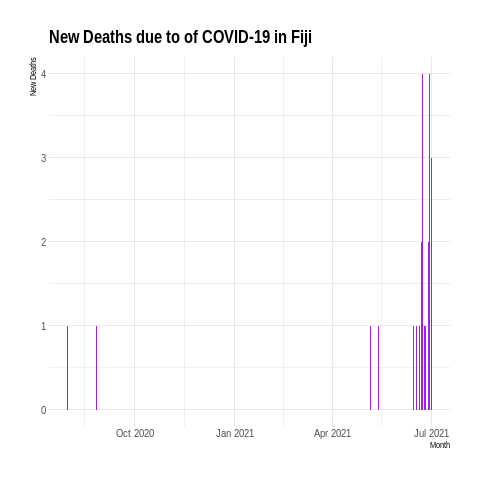 New Deaths due to of COVID-19 in Fiji
New Deaths
4
3
2
1
0
Oct 2020 Jan 2021 Apr 2021 Jul 2021
Month